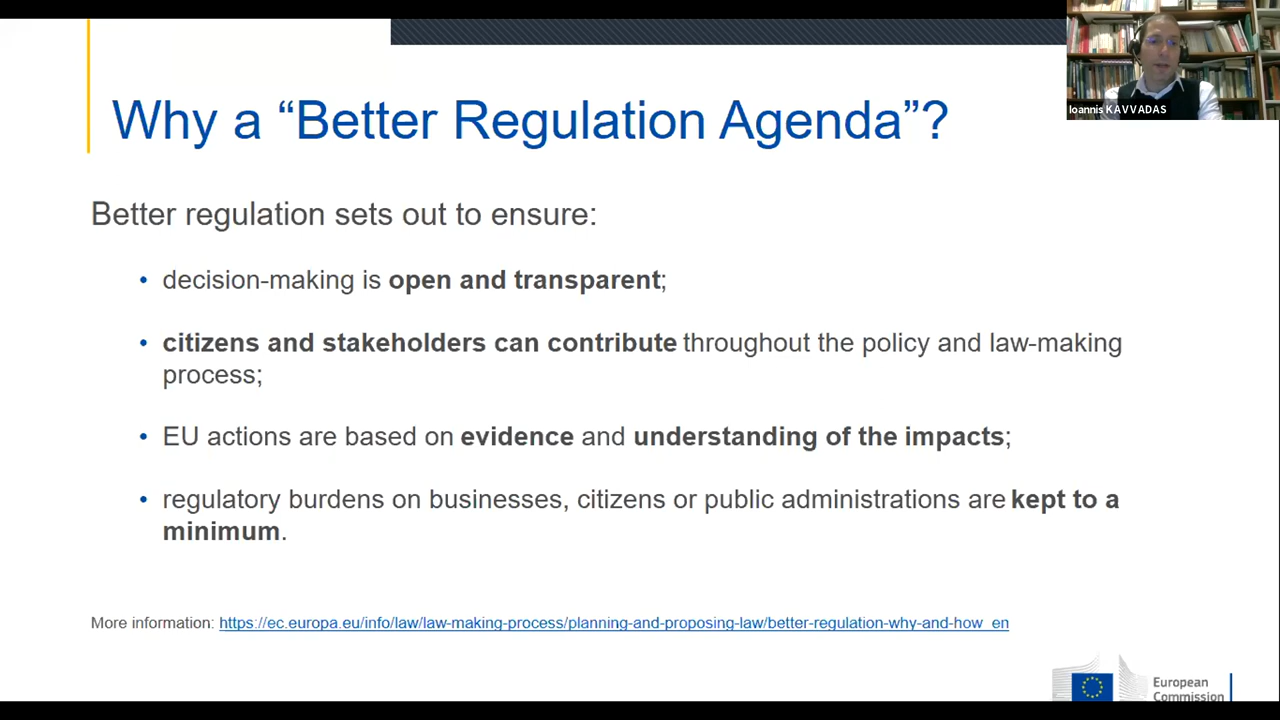 Ioannis KAVVADAS
Why a “Better Regulation Agenda”?
Better regulation sets out to ensure:
• decision-making is open and transparent;
• citizens and stakeholders can contribute throughout the policy and law-making
process;
• EU actions are based on evidence and understanding of the impacts;
• regulatory burdens on businesses, citizens or public administrations are kept to a
minimum.
More information: https://ec.europa.eu/info/law/law-making-process/planning-and-proposing-law/better-regulation-why-and-how_en
European
Commission